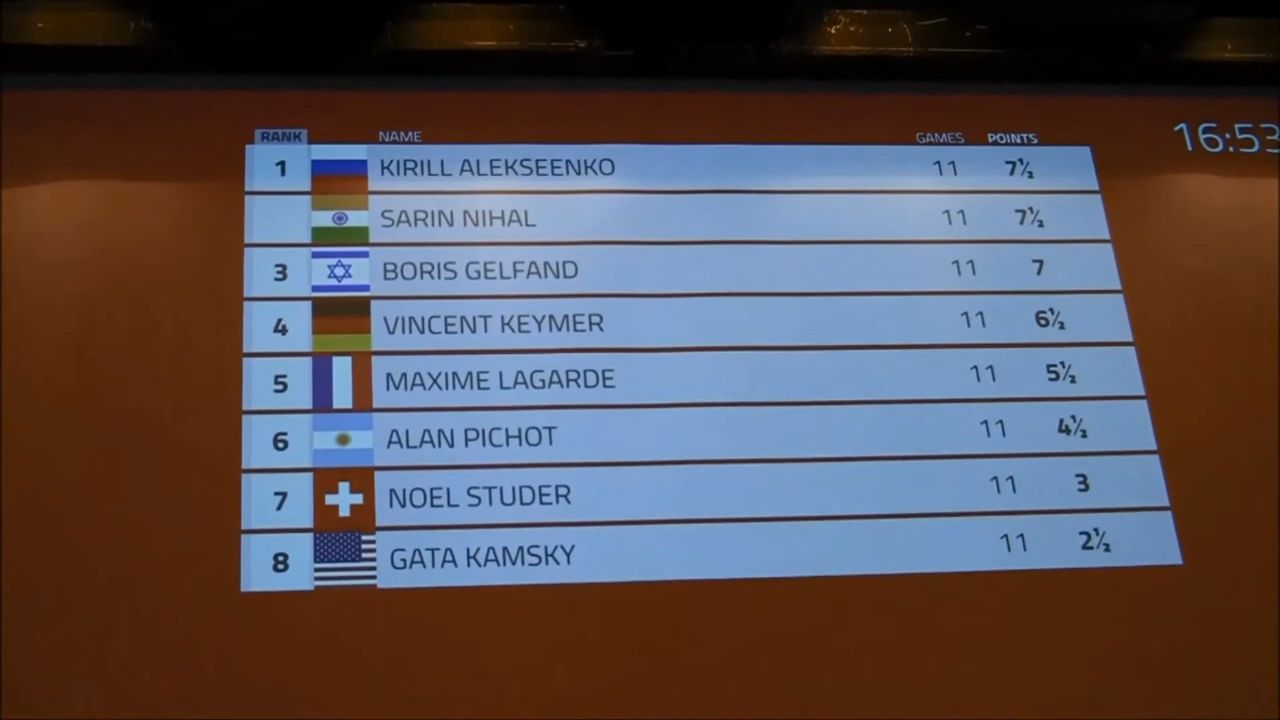 RANK NAME GAMES POINTS
16:53
1 KIRILL ALEKSEENKO 11 7½
SARIN NIHAL 11 7½
3 BORIS GELFAND 11 7
4 VINCENT KEYMER 11 6½
5 MAXIME LAGARDE 11 5½
6 ALAN PICHOT 11 4½
7 NOEL STUDER 11 3
8 GATA KAMSKY 11 2½